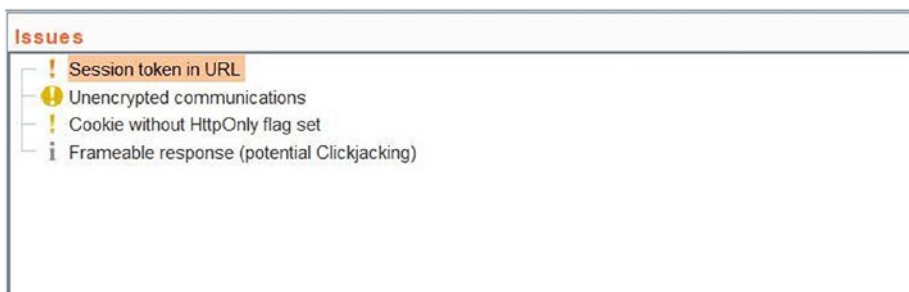 Issues
Session token in URL
Unencrypted communications
Cookie without HttpOnly flag set
Frameable response (potential Clickjacking)